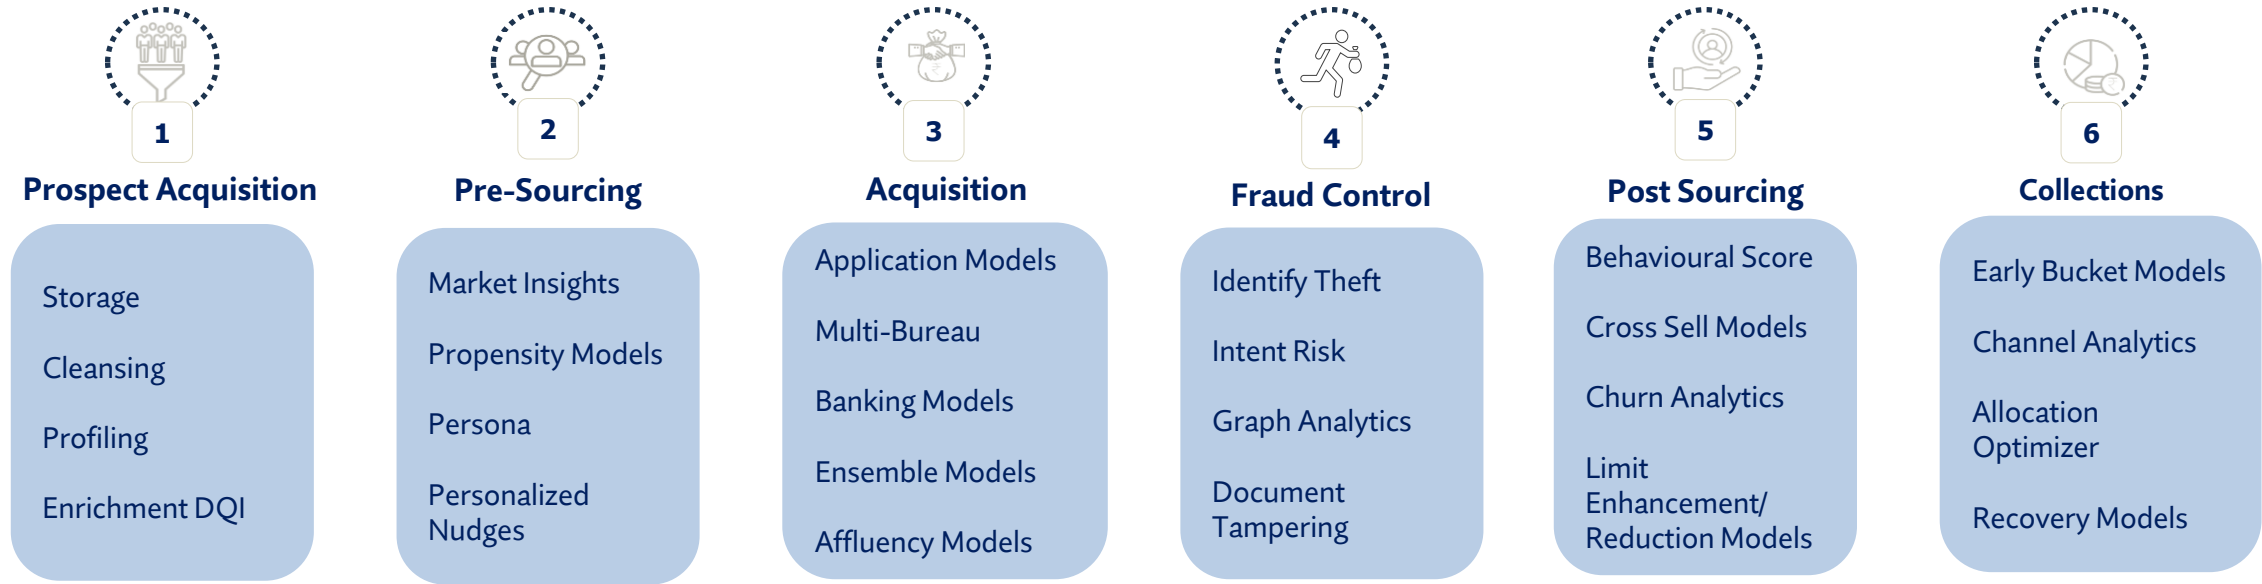 1
Prospect Acquisition
Storage
Cleansing
Profiling
Enrichment DQI
2
Pre-Sourcing
Market Insights
Propensity Models
Persona
Personalized
Nudges
3
Acquisition
Application Models
Multi-Bureau
Banking Models
Ensemble Models
Affluency Models
4
Fraud Control
Identify Theft
Intent Risk
Graph Analytics
Document
Tampering
5
Post Sourcing
Behavioural Score
Cross Sell Models
Churn Analytics
Limit
Enhancement/
Reduction Models
6
Collections
Early Bucket Models
Channel Analytics
Allocation
Optimizer
Recovery Models